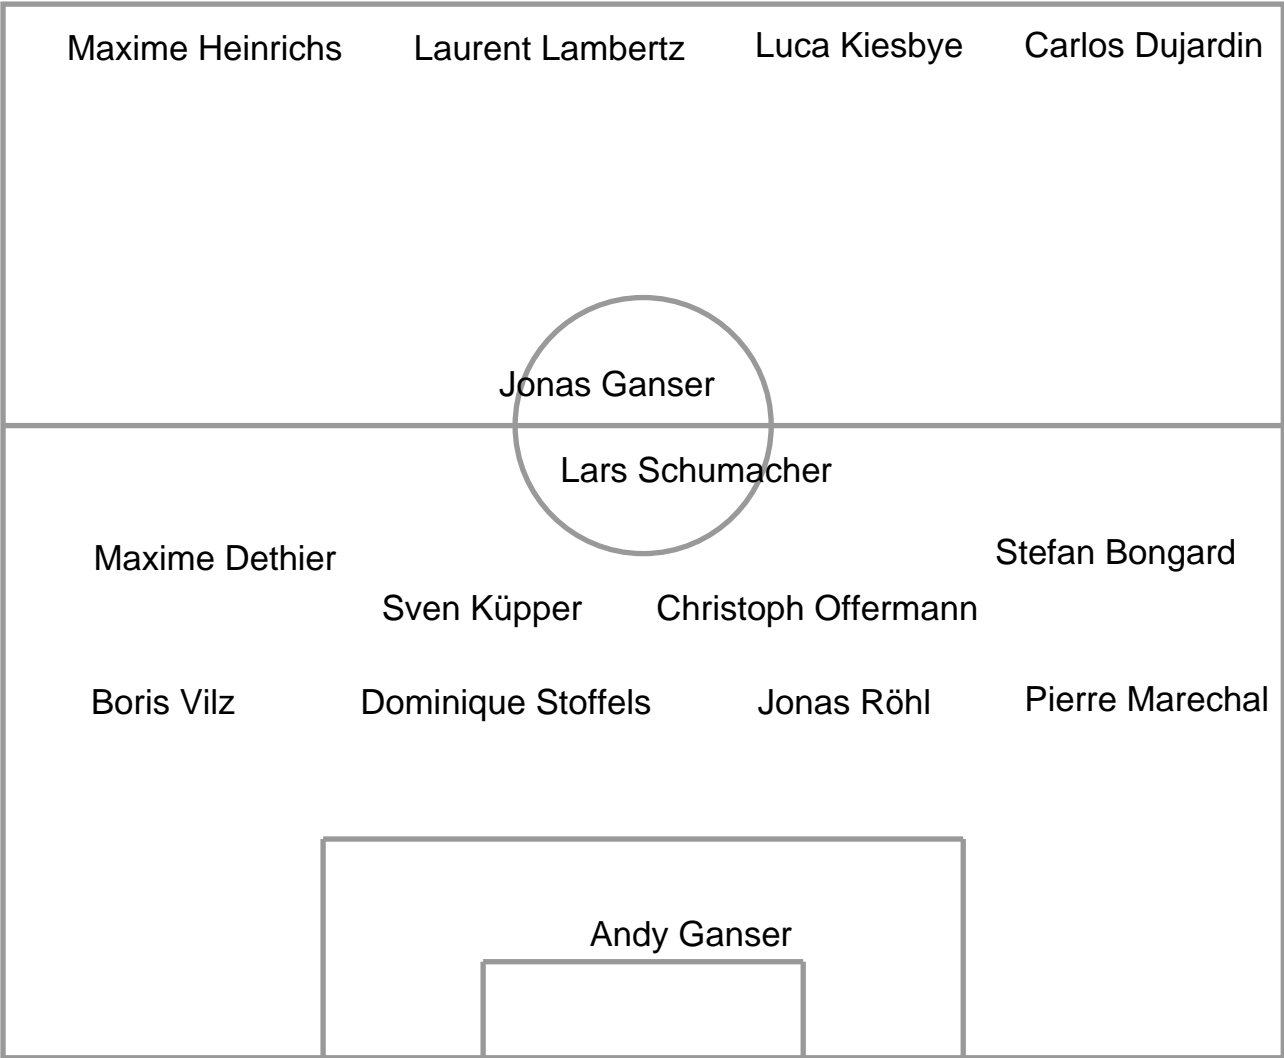 Maxime Heinrichs
Laurent Lambertz
Luca Kiesbye
Carlos Dujardin
Jonas Ganser
Lars Schumacher
Maxime Dethier
Stefan Bongard
Sven Küpper
Christoph Offermann
Boris Vilz
Dominique Stoffels
Jonas Röhl
Pierre Marechal
Andy Ganser